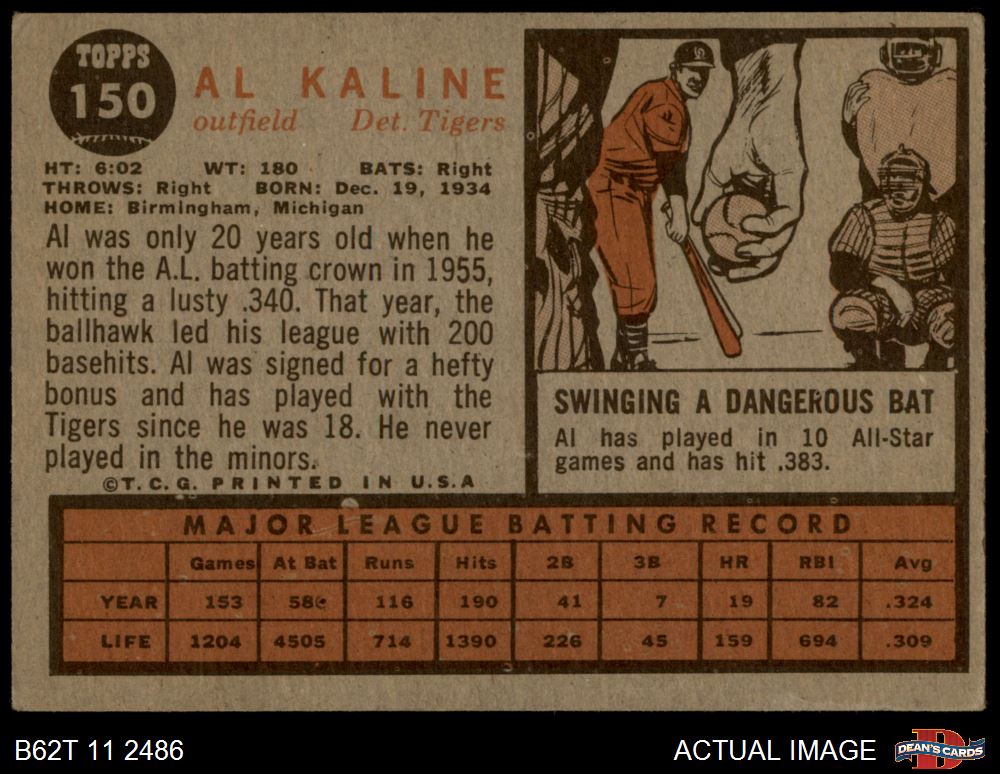 TOPPS
150
AL KALINE
outfield Det. Tigers
HT: 6:02 WT: 180 BATS: Right
THROWS: Right BORN: Dec. 19, 1934
HOME: Birmingham, Michigan
Al was only 20 years old when he
won the A.L. batting crown in 1955,
hitting a lusty .340. That year, the
ballhawk led his league with 200
basehits. Al was signed for a hefty
bonus and has played with the
Tigers since he was 18. He never
played in the minors.
©T.C.G. PRINTED IN U.S.A
SWINGING A DANGEROUS BAT
Al has played in 10 All-Star
games and has hit .383.
MAJOR LEAGUE BATTING RECORD
Games At Bat Runs Hits 2B 3B HR RBI Avg
YEAR 153 586 116 190 41 7 19 82 .324
LIFE 1204 4505 714 1390 226 45 159 694 .309
B62T 11 2486
ACTUAL IMAGE
D
DEAN'S CARDS